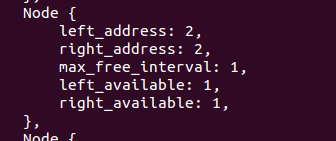 },
Node {
left_address: 2,
right_address: 2,
max_free_interval: 1,
left_available: 1,
right_available: 1,
},
Node {